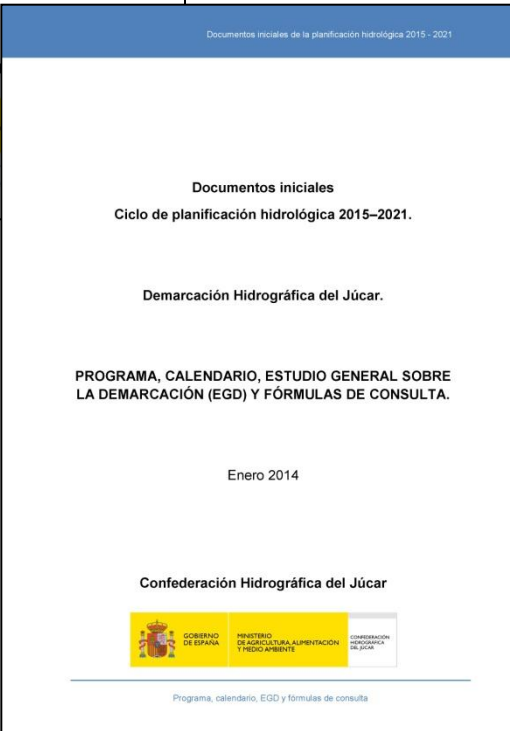 Documentos iniciales de la planificación hidrológica 2015 - 2021
Documentos iniciales
Ciclo de planificación hidrológica 2015–2021.
Demarcación Hidrográfica del Júcar.
PROGRAMA, CALENDARIO, ESTUDIO GENERAL SOBRE
LA DEMARCACIÓN (EGD) Y FÓRMULAS DE CONSULTA.
Enero 2014
Confederación Hidrográfica del Júcar
GOBIERNO
DE ESPAÑA
MINISTERIO
DE AGRICULTURA, ALIMENTACIÓN
Y MEDIO AMBIENTE
CONFEDERACIÓN
HIDROGRÁFICA
DEL JÚCAR
Programa, calendario, EGD y fórmulas de consulta